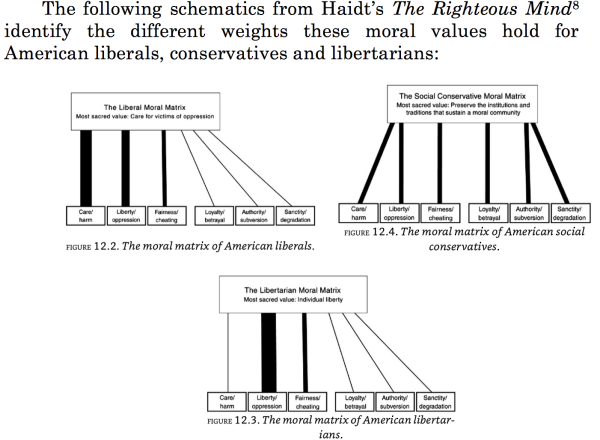 The following schematics from Haidt's The Righteous Mind8
identify the different weights these moral values hold for
American liberals, conservatives and libertarians:
The Liberal Moral Matrix
Most sacred value: Care for victims of oppression
Care/
harm
Liberty/
oppression
Fairness/
cheating
Loyalty/
betrayal
Authority/
subversion
Sanctity/
degradation
FIGURE 12.2. The moral matrix of American liberals.
The Social Conservative Moral Matrix
Most sacred value: Preserve the institutions and
traditions that sustain a moral community
Care/
harm
Liberty/
oppression
Fairness/
cheating
Loyalty/
betrayal
Authority/
subversion
Sanctity/
degradation
FIGURE 12.4. The moral matrix of American social
conservatives.
The Libertarian Moral Matrix
Most sacred value: Individual liberty
Care/
harm
Liberty/
oppression
Fairness/
cheating
Loyalty/
betrayal
Authority/
subversion
Sanctity/
degradation
FIGURE 12.3. The moral matrix of American libertar-
ians.